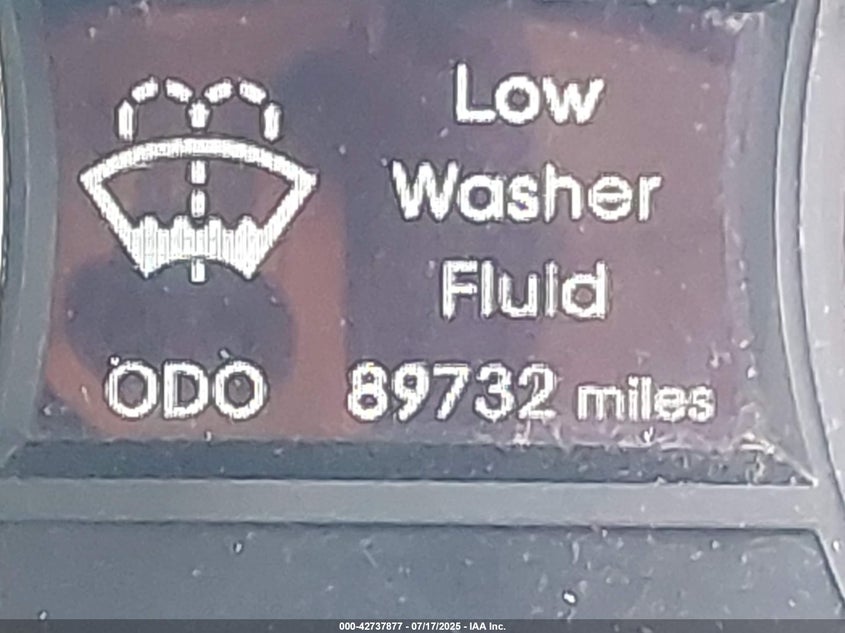 Low
Washer
Fluid
ODO 89732 miles
000-42737877 - 07/17/2025 - IAA Inc.